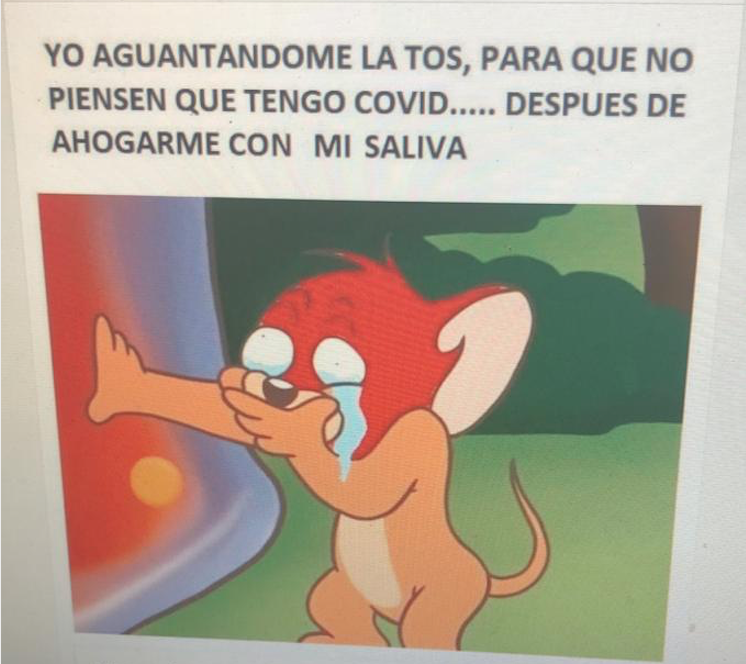 YO AGUANTANDOME LA TOS, PARA QUE NO
PIENSEN QUE TENGO COVID..... DESPUES DE
AHOGARME CON MI SALIVA